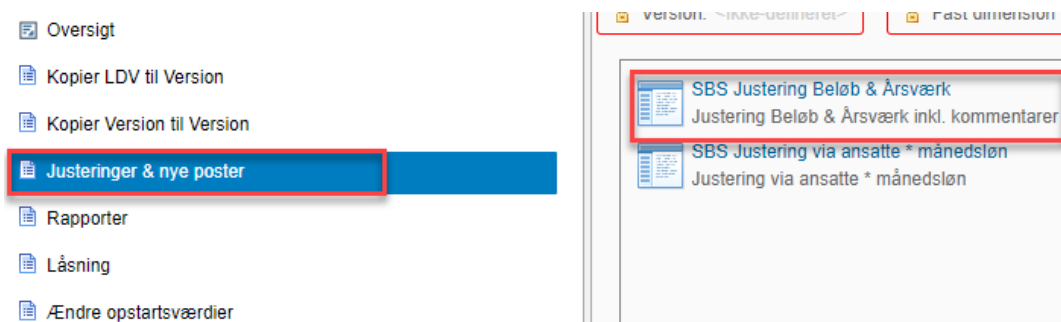 Oversigt
Kopier LDV til Version
Kopier Version til Version
Justeringer & nye poster
Rapporter
Låsning
Ændre opstartsværdier
Version: <ikke-defineret>
Fast dimension
SBS Justering Beløb & Årsværk
Justering Beløb & Årsværk inkl. kommentarer
SBS Justering via ansatte * månedsløn
Justering via ansatte * månedsløn